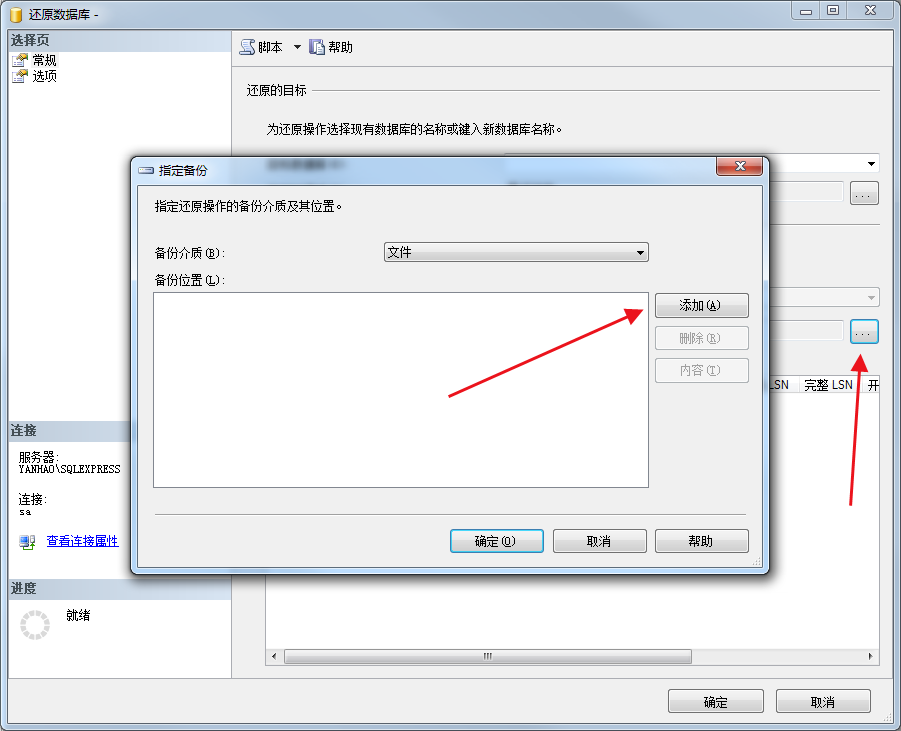 还原数据库 -
选择页
常规
选项
脚本
帮助
还原的目标
为还原操作选择现有数据库的名称或键入新数据库名称。
...
...
LSN
完整 LSN
开
指定备份
指定还原操作的备份介质及其位置。
备份介质(B):
文件
备份位置(L):
添加(A)
删除(R)
内容(T)
确定(O)
取消
帮助
连接
服务器:
YANHAO\SQLEXPRESS
连接:
sa
查看连接属性
进度
就绪
确定
取消